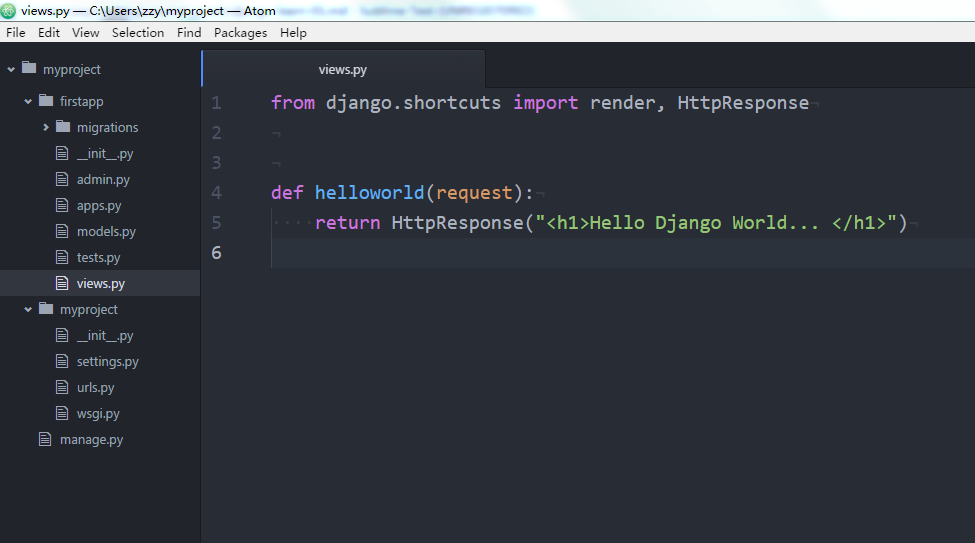 views.py — C:\Users\zzy\myproject — Atom
File Edit View Selection Find Packages Help
myproject
firstapp
migrations
__init__.py
admin.py
apps.py
models.py
tests.py
views.py
myproject
__init__.py
settings.py
urls.py
wsgi.py
manage.py
views.py
1 from django.shortcuts import render, HttpResponse
2
3
4 def helloworld(request):
5 return HttpResponse("<h1>Hello Django World... </h1>")
6